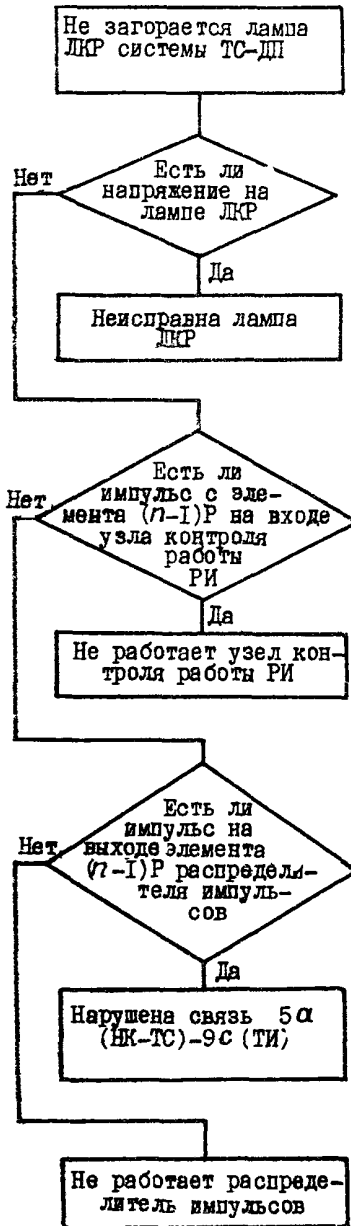 Не загорается лампа
ЛКР системы ТС-ДП
Есть ли
напряжение на
лампе ЛКР
Нет
Да
Неисправна лампа
ЛКР
Есть ли
импульс с эле-
мента (n-I)Р на входе
узла контроля
работы
РИ
Нет
Да
Не работает узел кон-
троля работы РИ
Есть ли
импульс на
выходе элемента
(n-I)Р распредели-
теля импуль-
сов
Нет
Да
Нарушена связь 5а
(НК-ТС)-9с (ТИ)
Не работает распреде-
литель импульсов